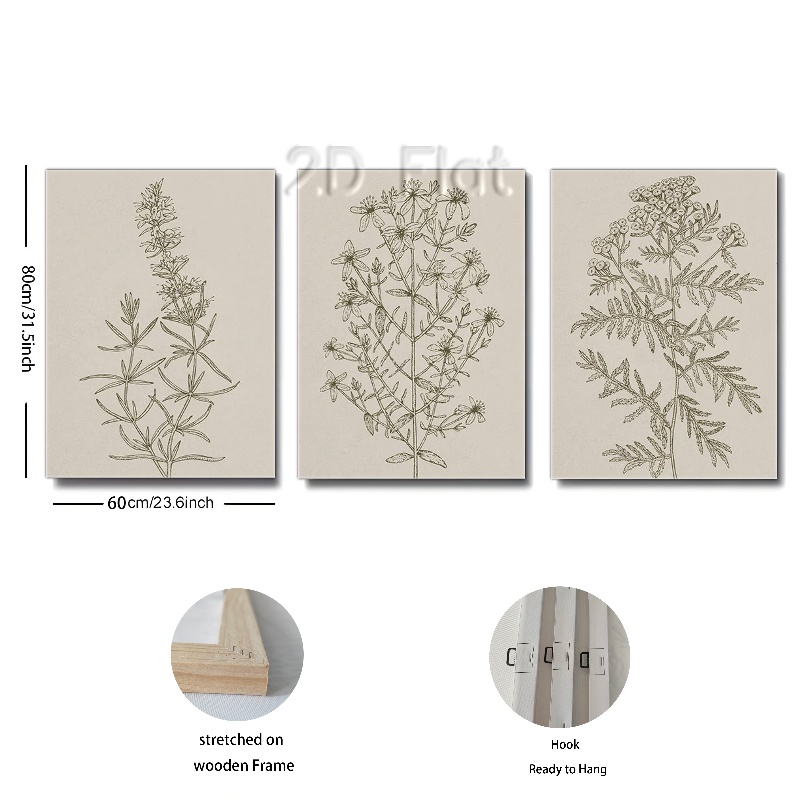 2D Flat
80cm/31.5inch
60cm/23.6inch
stretched on
wooden Frame
Hook
Ready to Hang